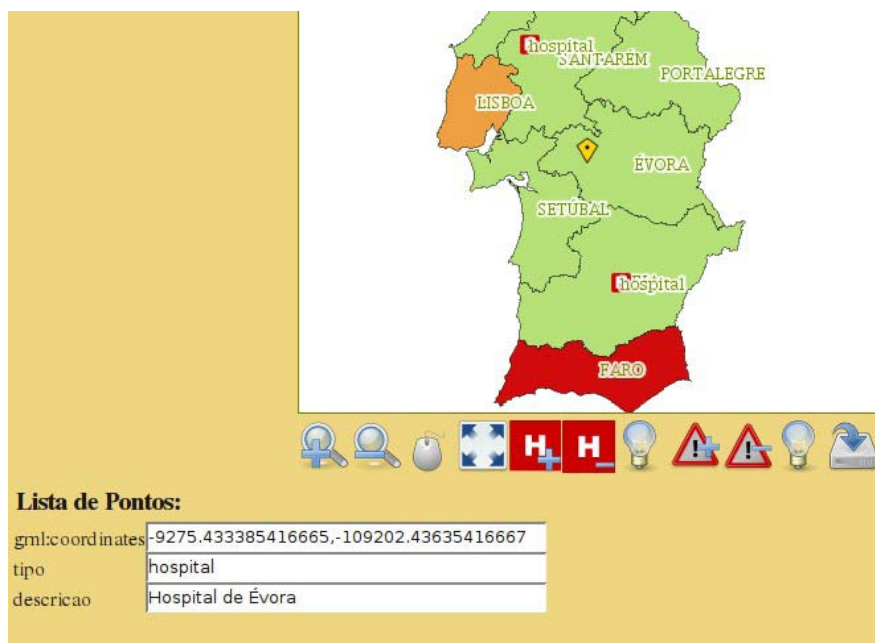 hospital
SANTARÉM
PORTALEGRE
LISBOA
ÉVORA
SETÚBAL
hospital
FARO
H H ! !
Lista de Pontos:
gml:coordinates -9275.433385416665,-109202.43635416667
tipo hospital
descricao Hospital de Évora